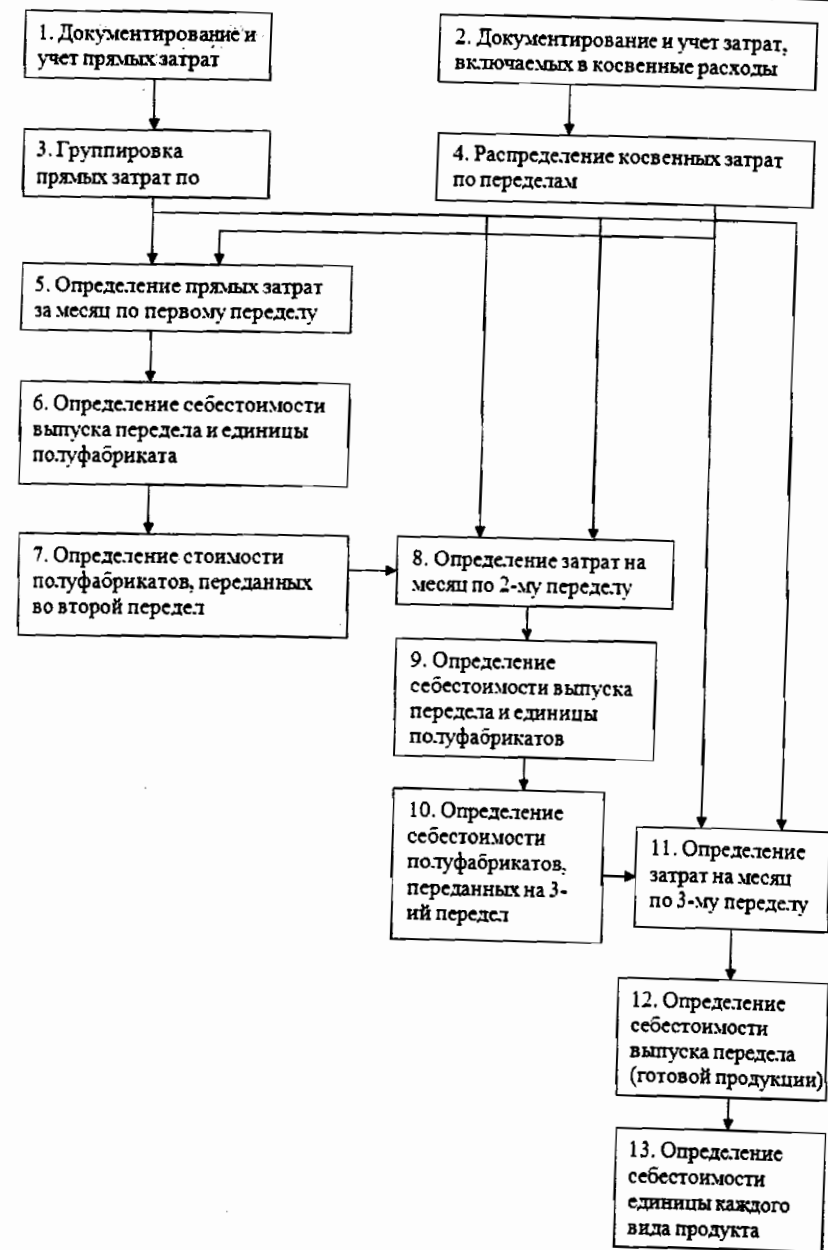 1. Документирование и
учет прямых затрат
2. Документирование и учет затрат,
включаемых в косвенные расходы
3. Группировка
прямых затрат по
4. Распределение косвенных затрат
по переделам
5. Определение прямых затрат
за месяц по первому переделу
6. Определение себестоимости
выпуска передела и единицы
полуфабриката
7. Определение стоимости
полуфабрикатов, переданных
во второй передел
8. Определение затрат на
месяц по 2-му переделу
9. Определение
себестоимости выпуска
передела и единицы
полуфабрикатов
10. Определение
себестоимости
полуфабрикатов,
переданных на 3-
ий передел
11. Определение
затрат на месяц
по 3-му переделу
12. Определение
себестоимости
выпуска передела
(готовой продукции)
13. Определение
себестоимости
единицы каждого
вида продукта